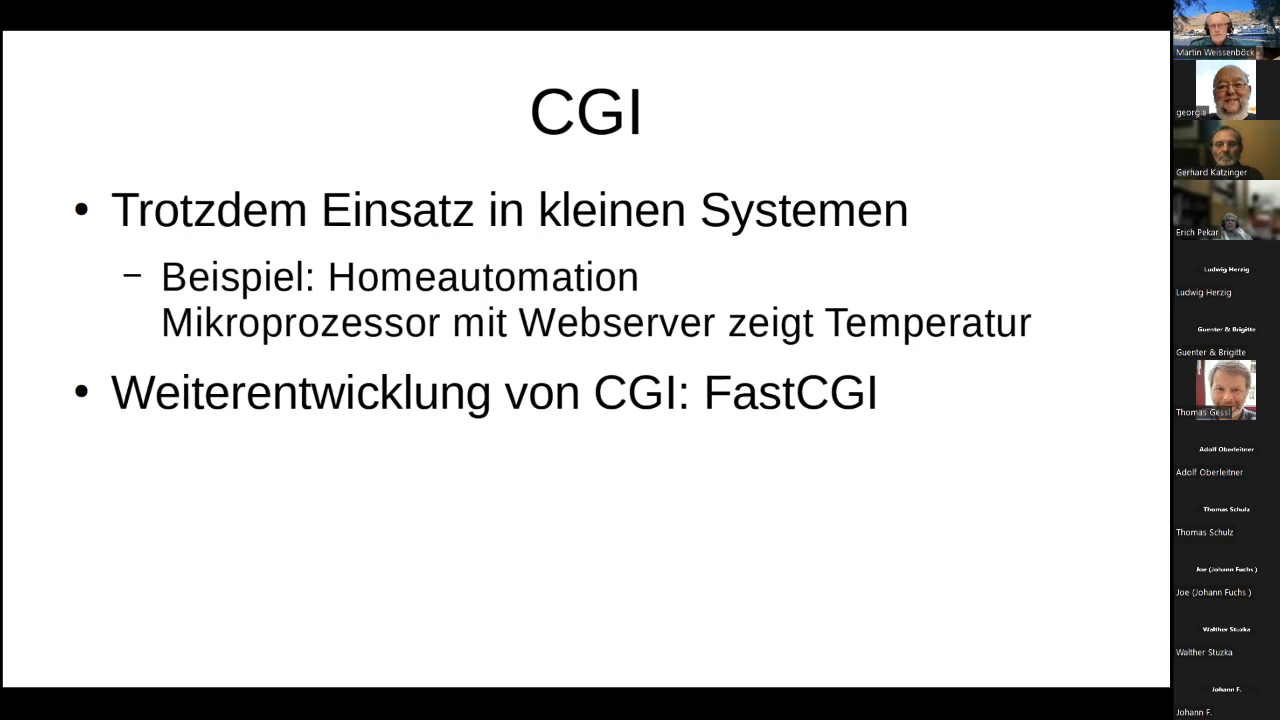 CGI
• Trotzdem Einsatz in kleinen Systemen
– Beispiel: Homeautomation
Mikroprozessor mit Webserver zeigt Temperatur
• Weiterentwicklung von CGI: FastCGI
Martin Weissenböck
georgie
Gerhard Katzinger
Erich Pekar
Ludwig Herzig
Ludwig Herzig
Guenter & Brigitte
Guenter & Brigitte
Thomas Gessl
Adolf Oberleitner
Adolf Oberleitner
Thomas Schulz
Thomas Schulz
Joe (Johann Fuchs )
Joe (Johann Fuchs )
Walther Stuzka
Walther Stuzka
Johann F.
Johann F.